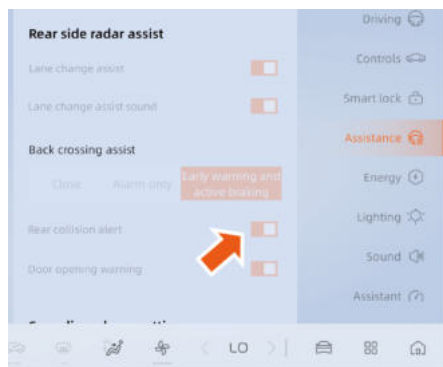 Rear side radar assist
Lane change assist
Lane change assist sound
Back crossing assist
Close
Alarm only
Early warning and
active braking
Rear collision alert
Door opening warning
Driving
Controls
Smart lock
Assistance
Energy
Lighting
Sound
Assistant
LO